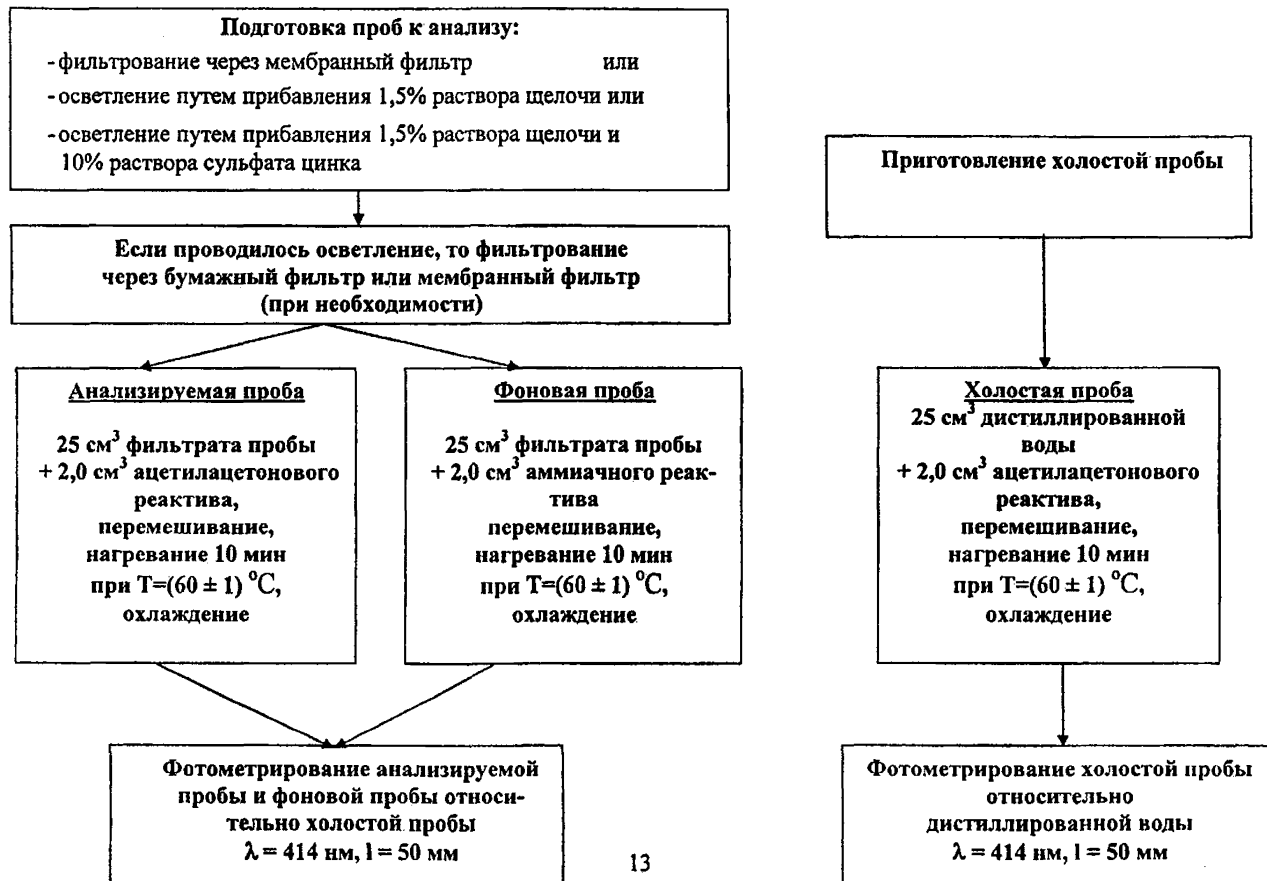 Подготовка проб к анализу:
- фильтрование через мембранный фильтр или
- осветление путем прибавления 1,5% раствора щелочи или
- осветление путем прибавления 1,5% раствора щелочи и
10% раствора сульфата цинка
Если проводилось осветление, то фильтрование
через бумажный фильтр или мембранный фильтр
(при необходимости)
Анализируемая проба
25 см³ фильтрата пробы
+ 2,0 см³ ацетилацетонового
реактива,
перемешивание,
нагревание 10 мин
при Т=(60 ± 1) °С,
охлаждение
Фоновая проба
25 см³ фильтрата пробы
+ 2,0 см³ аммиачного реак-
тива
перемешивание,
нагревание 10 мин
при Т=(60 ± 1) °С,
охлаждение
Фотометрирование анализируемой
пробы и фоновой пробы относи-
тельно холостой пробы
λ = 414 нм, l = 50 мм
Приготовление холостой пробы
Холостая проба
25 см³ дистиллированной
воды
+ 2,0 см³ ацетилацетонового
реактива,
перемешивание,
нагревание 10 мин
при Т=(60 ± 1) °С,
охлаждение
Фотометрирование холостой пробы
относительно
дистиллированной воды
λ = 414 нм, l = 50 мм
13